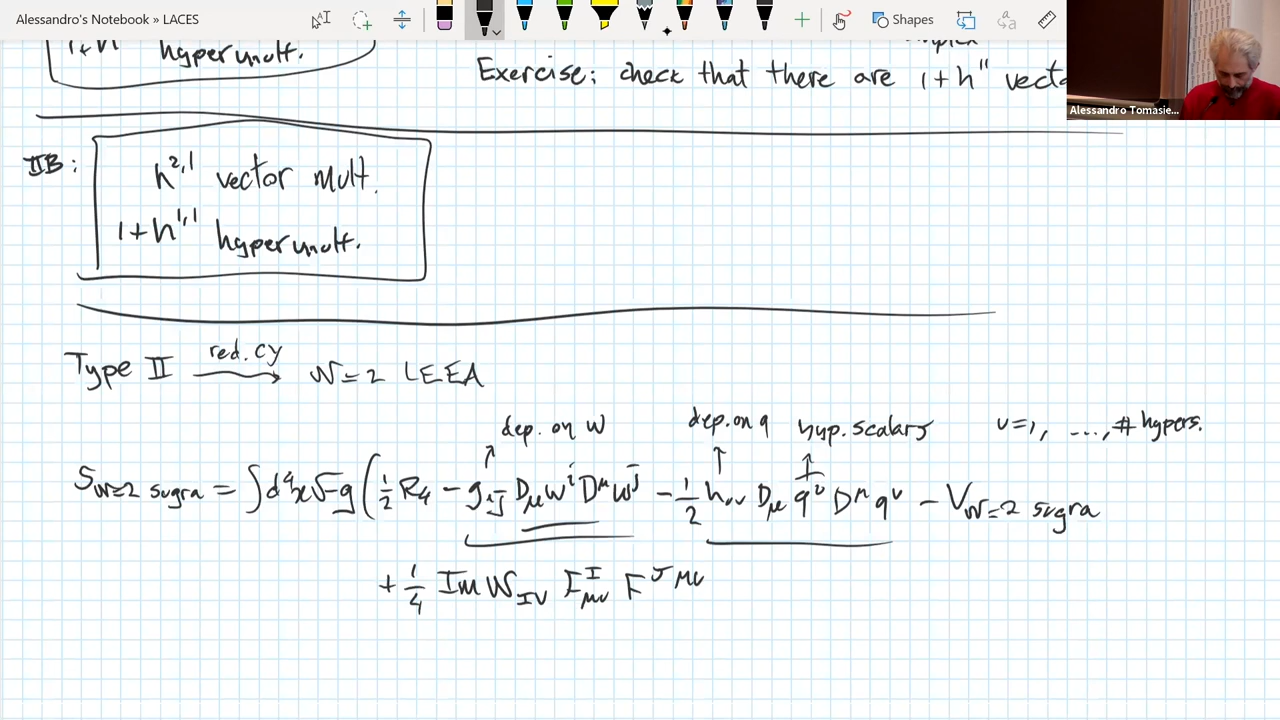 Alessandro's Notebook » LACES
Shapes
Alessandro Tomasie...
1+h hypermult.
Exercise: check that there are 1+h¹¹ vecto
IIB:
h^{2,1} vector mult.
1+h^{1,1} hypermult.
Type II →^{red. CY} N=2 LEEA
dep. on w dep. on q hyp. scalars u=1, ..., # hypers.
S_{N=2 sugra} = ∫d⁴x√-g (½ R₄ - g_{iJ̄} D_μ w^i D^μ w^{J̄} - ½ h_{uv} D_μ q^u D^μ q^v - V_{N=2 sugra}
+ ¼ Im N_{IJ} F^I_{μν} F^{J μν}